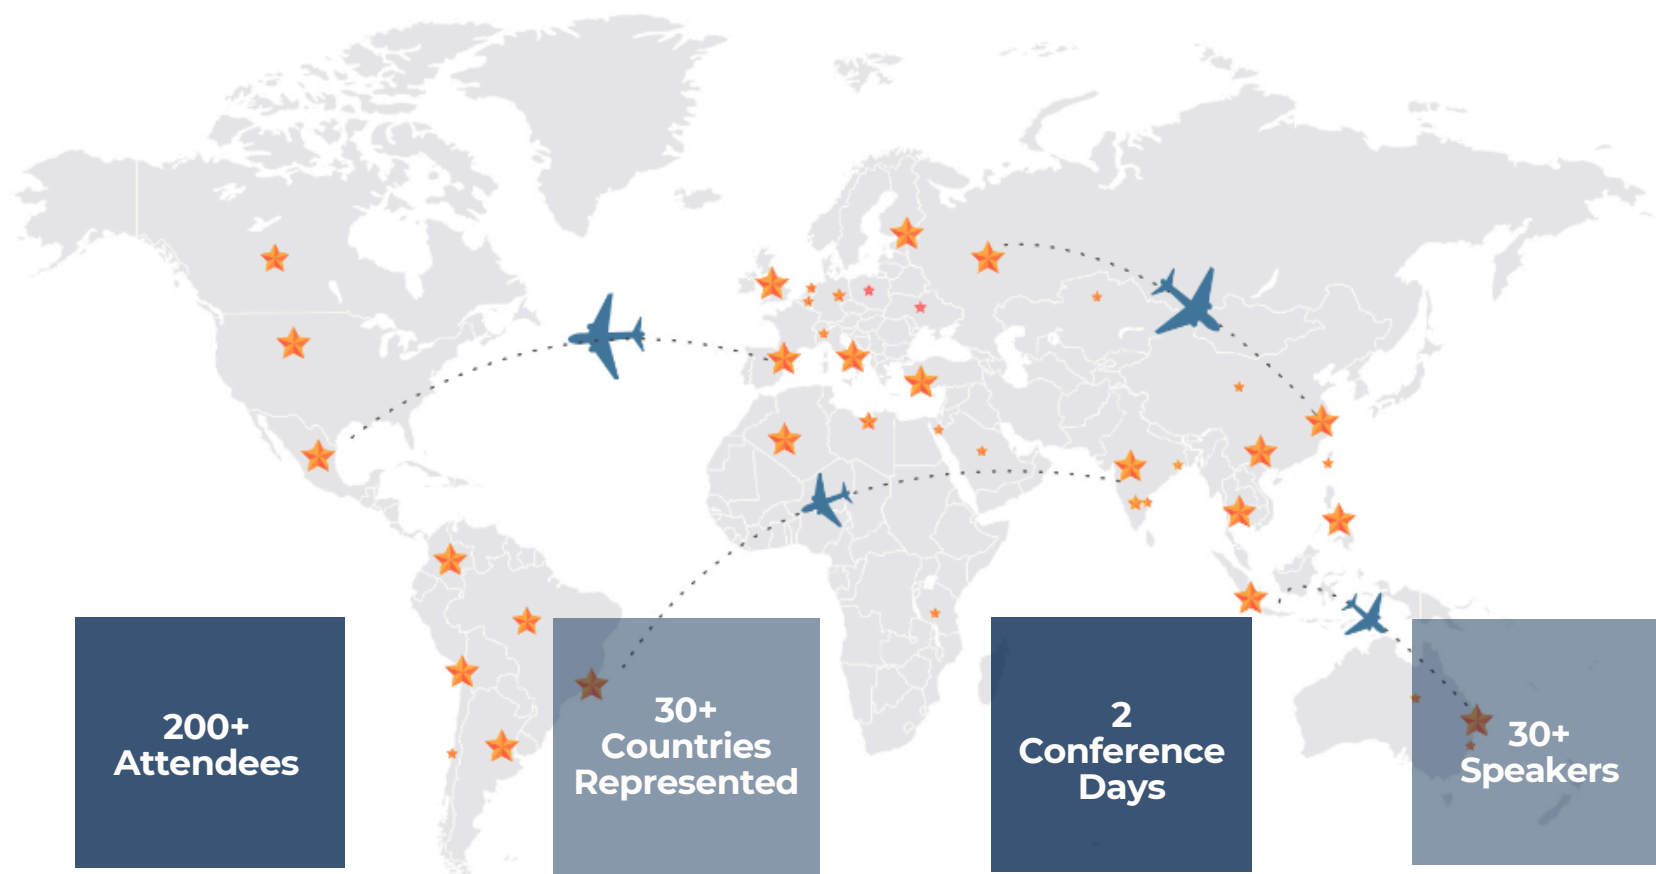 200+
Attendees
30+
Countries
Represented
2
Conference
Days
30+
Speakers